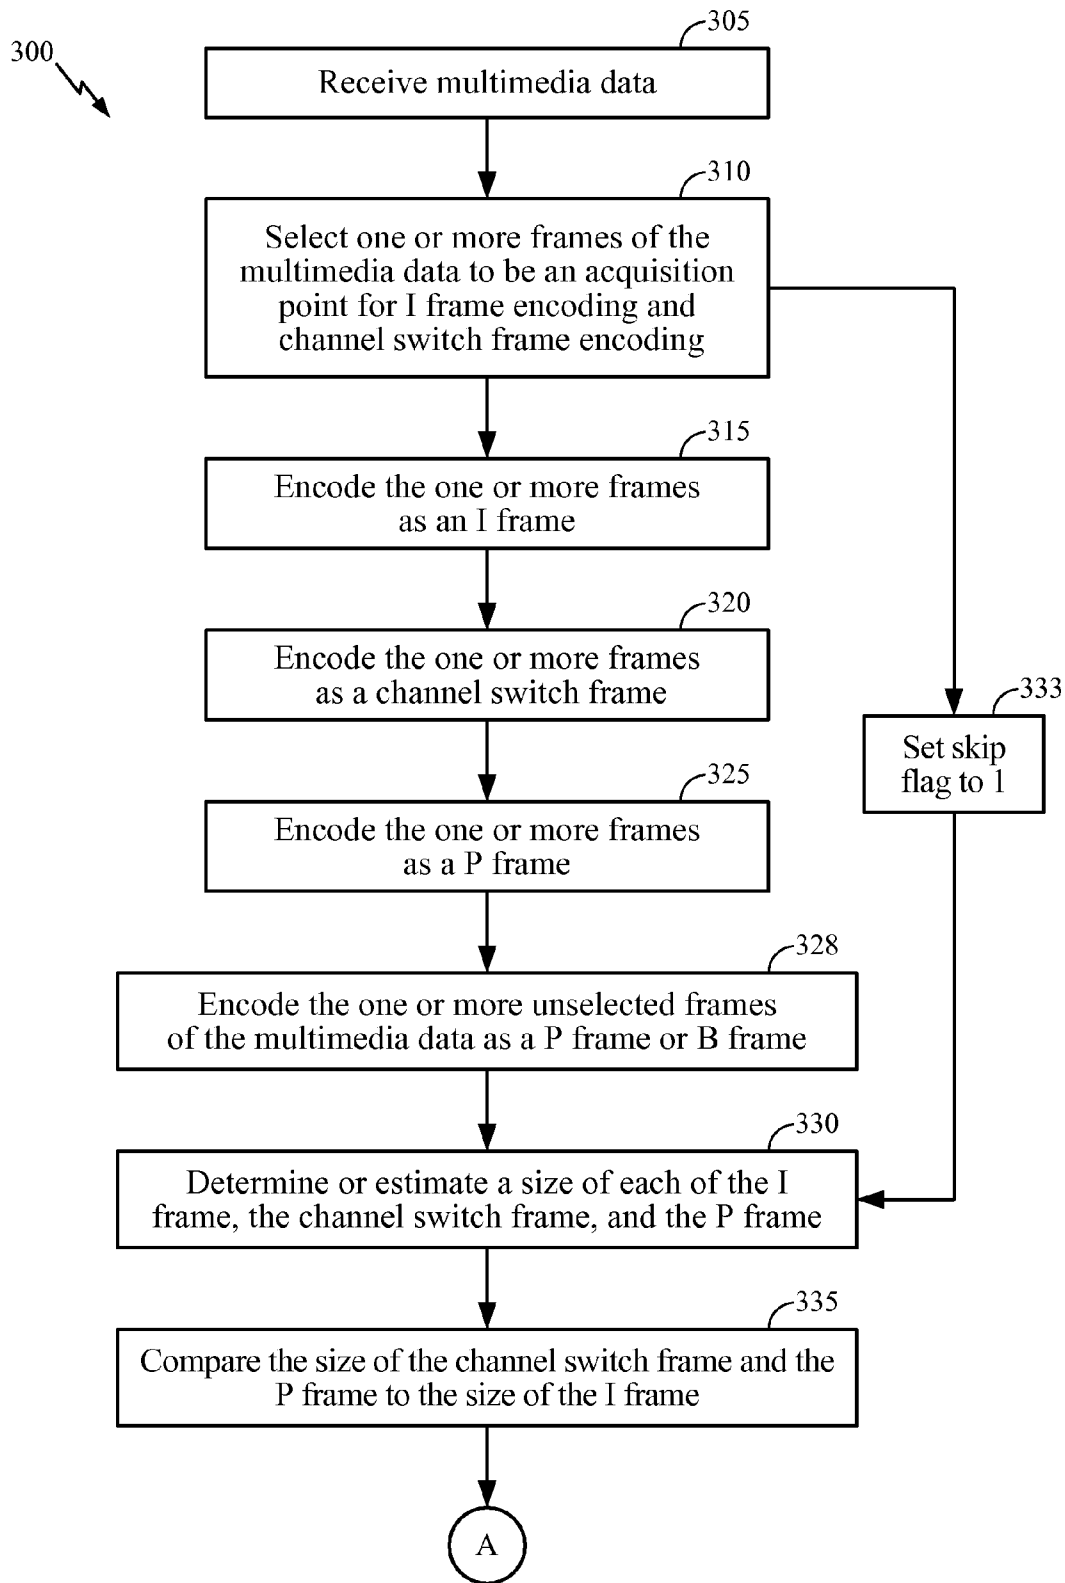 300
305
Receive multimedia data
310
Select one or more frames of the
multimedia data to be an acquisition
point for I frame encoding and
channel switch frame encoding
315
Encode the one or more frames
as an I frame
320
Encode the one or more frames
as a channel switch frame
333
Set skip
flag to 1
325
Encode the one or more frames
as a P frame
328
Encode the one or more unselected frames
of the multimedia data as a P frame or B frame
330
Determine or estimate a size of each of the I
frame, the channel switch frame, and the P frame
335
Compare the size of the channel switch frame and the
P frame to the size of the I frame
A